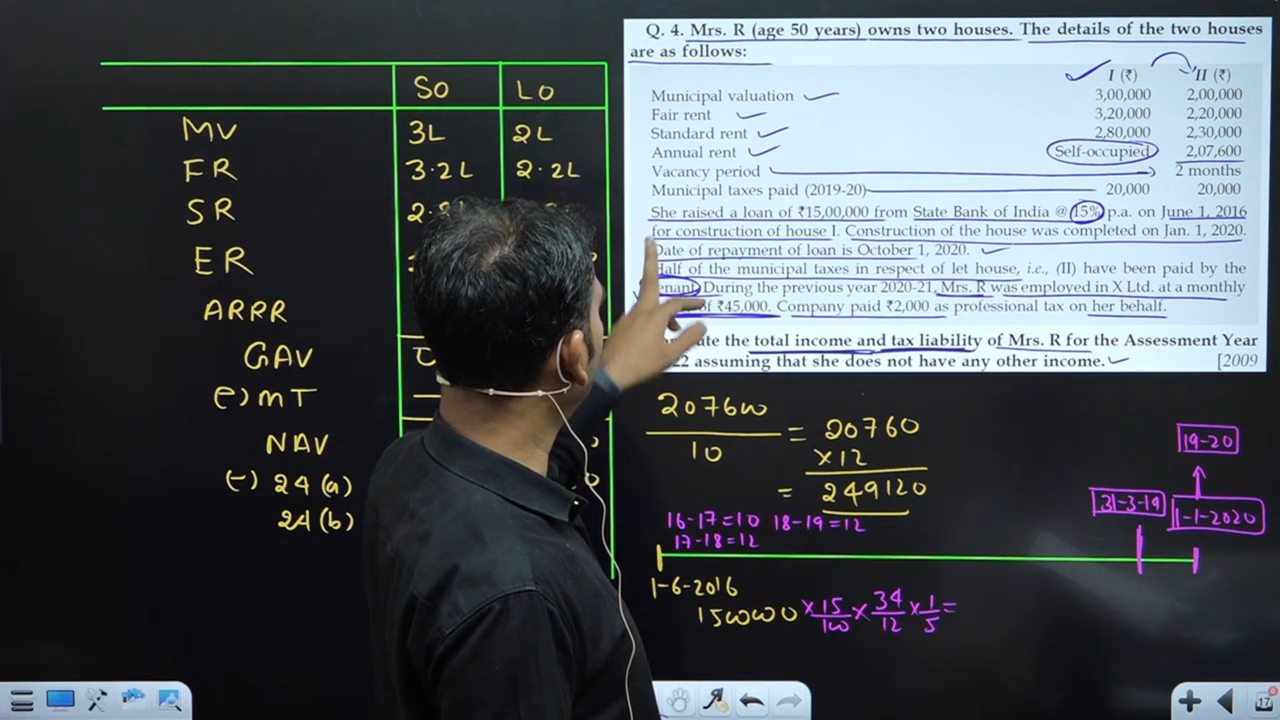 Q. 4. Mrs. R (age 50 years) owns two houses. The details of the two houses
are as follows:
I (₹) II (₹)
Municipal valuation 3,00,000 2,00,000
Fair rent 3,20,000 2,20,000
Standard rent 2,80,000 2,30,000
Annual rent Self-occupied 2,07,600
Vacancy period 2 months
Municipal taxes paid (2019-20) 20,000 20,000
She raised a loan of ₹15,00,000 from State Bank of India @ 15% p.a. on June 1, 2016
for construction of house I. Construction of the house was completed on Jan. 1, 2020.
Date of repayment of loan is October 1, 2020.
Half of the municipal taxes in respect of let house, i.e., (II) have been paid by the
tenant. During the previous year 2020-21, Mrs. R was employed in X Ltd. at a monthly
of ₹45,000. Company paid ₹2,000 as professional tax on her behalf.
the total income and tax liability of Mrs. R for the Assessment Year
22 assuming that she does not have any other income. [2009
SO LO
MV 3L 2L
FR 3.2L 2.2L
SR 2.8
ER
ARRR
GAV
(-) MT
NAV
(-) 24 (a)
24 (b)
207600
10
= 20760
×12
= 249120
16-17=10 18-19=12
17-18=12
19-20
31-3-19 1-1-2020
1-6-2016
1500000 × 15/100 × 34/12 × 1/5 =
17